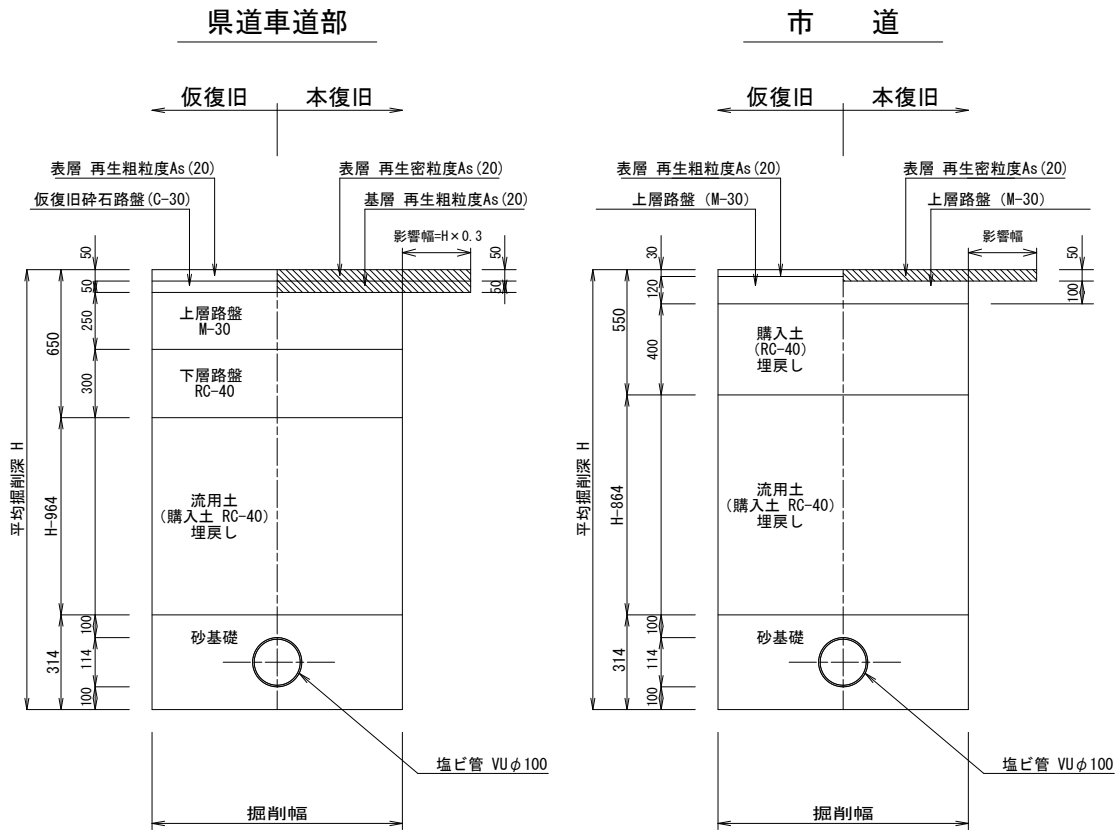 県道車道部
仮復旧
本復旧
表層 再生粗粒度As(20)
表層 再生密粒度As(20)
仮復旧砕石路盤(C-30)
基層 再生粗粒度As(20)
影響幅=H×0.3
50
50
50
50
250
300
650
上層路盤
M-30
下層路盤
RC-40
平均掘削深 H
H-964
流用土
(購入土 RC-40)
埋戻し
314
100
114
100
砂基礎
塩ビ管 VUφ100
掘削幅
市 道
仮復旧
本復旧
表層 再生粗粒度As(20)
表層 再生密粒度As(20)
上層路盤 (M-30)
上層路盤 (M-30)
影響幅
30
120
50
100
550
400
購入土
(RC-40)
埋戻し
平均掘削深 H
H-864
流用土
(購入土 RC-40)
埋戻し
314
100
114
100
砂基礎
塩ビ管 VUφ100
掘削幅